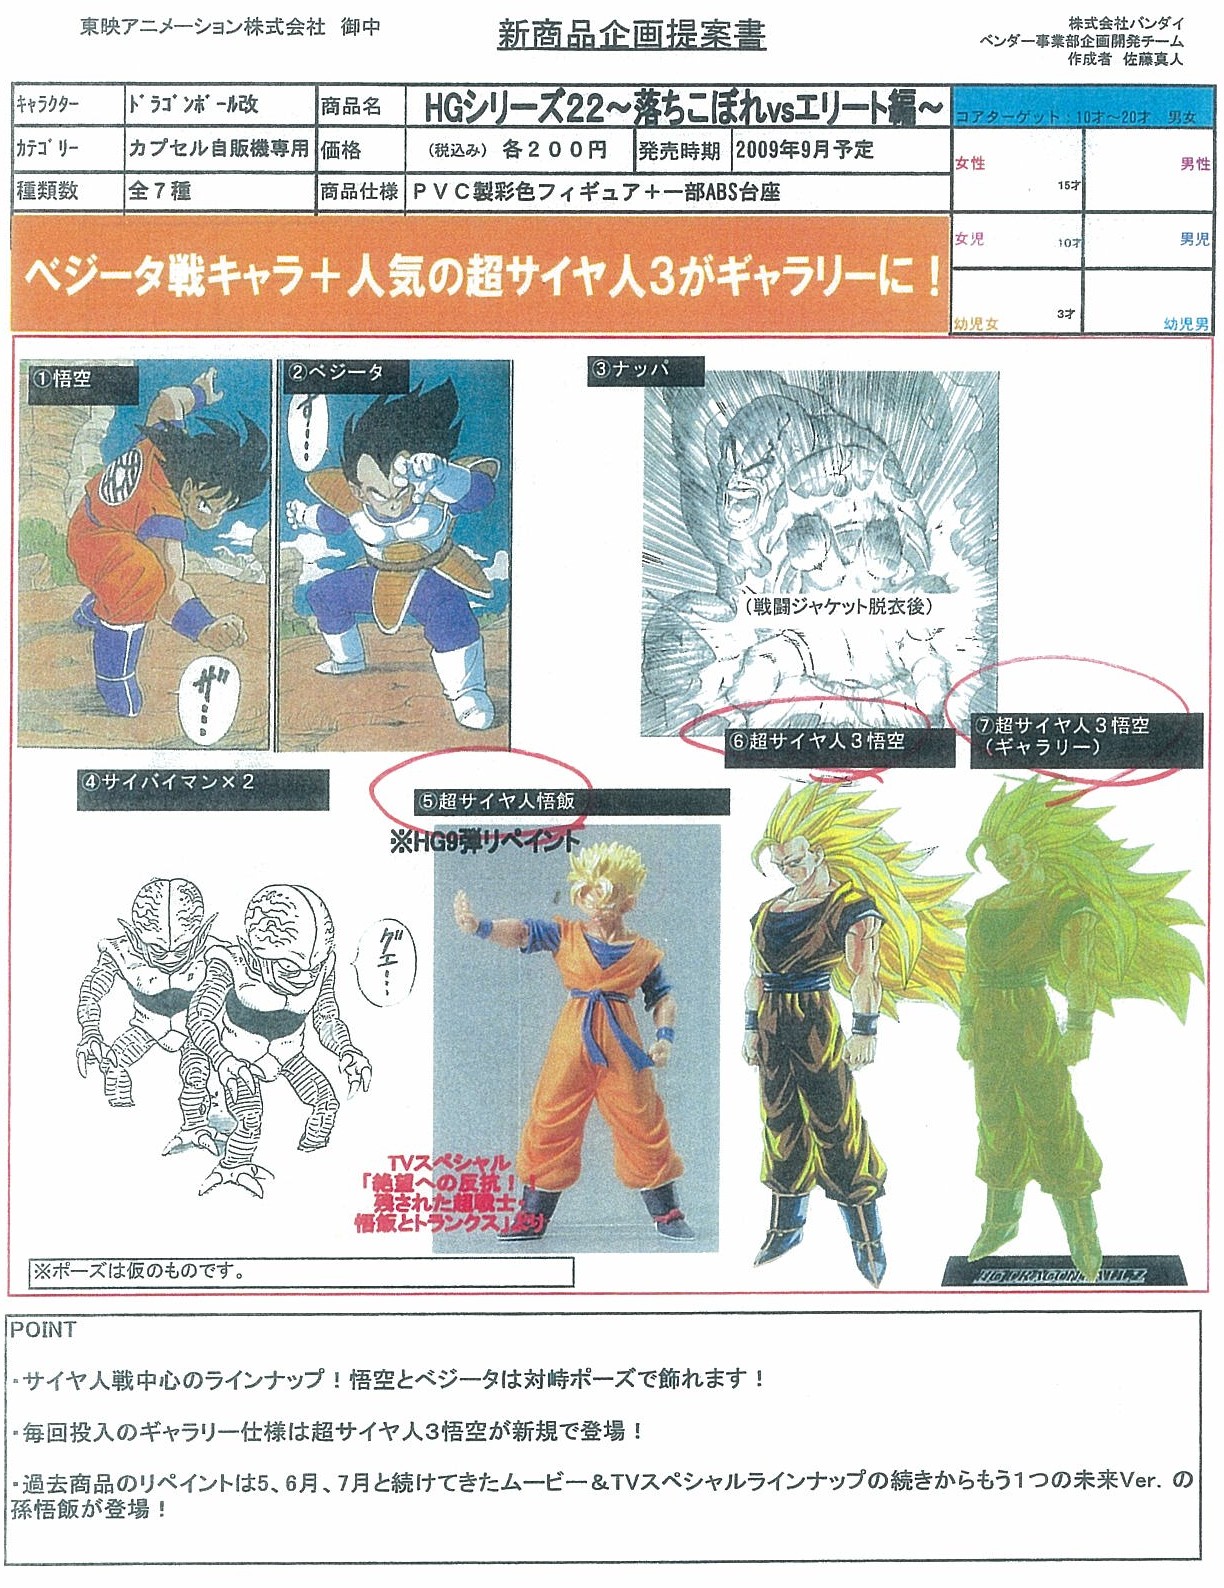 東映アニメーション株式会社 御中
新商品企画提案書
株式会社バンダイ
ベンダー事業部企画開発チーム
作成者 佐藤真人
キャラクター ドラゴンボール改 商品名 HGシリーズ22～落ちこぼれvsエリート編～
コアターゲット：10才～20才 男女
カテゴリー カプセル自販機専用 価格 (税込み) 各２００円 発売時期 2009年9月予定
種類数 全７種 商品仕様 ＰＶＣ製彩色フィギュア＋一部ABS台座
女性 15才 男性
女児 10才 男児
幼児女 3才 幼児男
ベジータ戦キャラ＋人気の超サイヤ人３がギャラリーに！
①悟空
②ベジータ
③ナッパ
す…
ザ…
(戦闘ジャケット脱衣後)
④サイバイマン×２
⑤超サイヤ人悟飯
⑥超サイヤ人３悟空
⑦超サイヤ人３悟空
(ギャラリー)
※HG9弾リペイント
グエ…
TVスペシャル
「絶望への反抗！！
残された超戦士・
悟飯とトランクス」より
※ポーズは仮のものです。
POINT
・サイヤ人戦中心のラインナップ！悟空とベジータは対峙ポーズで飾れます！
・毎回投入のギャラリー仕様は超サイヤ人３悟空が新規で登場！
・過去商品のリペイントは5、6月、7月と続けてきたムービー＆TVスペシャルラインナップの続きからもう１つの未来Ver．の
孫悟飯が登場！